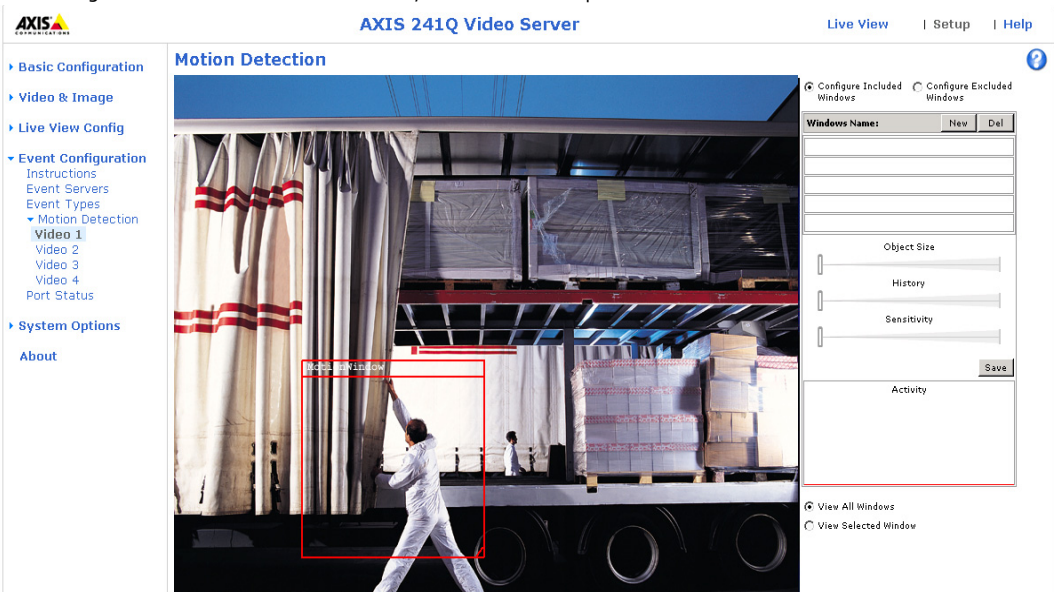 AXIS
COMMUNICATIONS
AXIS 241Q Video Server
Live View | Setup | Help
Basic Configuration
Video & Image
Live View Config
Event Configuration
Instructions
Event Servers
Event Types
Motion Detection
Video 1
Video 2
Video 3
Video 4
Port Status
System Options
About
Motion Detection
?
MotionWindow
Configure Included Windows
Configure Excluded Windows
Windows Name: New Del
Object Size
History
Sensitivity
Save
Activity
View All Windows
View Selected Window